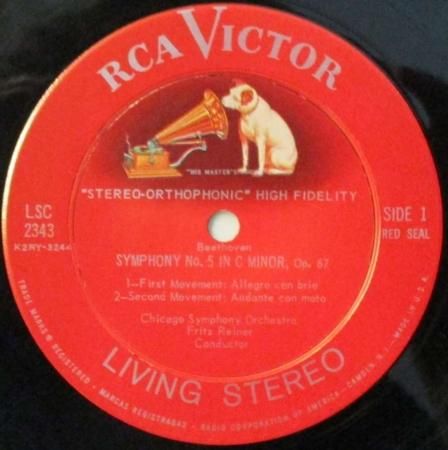 RCA VICTOR
"HIS MASTER'S
"STEREO-ORTHOPHONIC" HIGH FIDELITY
LSC
2343
K2RY-3244
SIDE 1
RED SEAL
Beethoven
SYMPHONY No. 5 IN C MINOR, Op. 67
1—First Movement: Allegro con brio
2—Second Movement: Andante con moto
Chicago Symphony Orchestra
Fritz Reiner
Conductor
LIVING STEREO
TRADE MARKS ® REGISTERED • MARCAS REGISTRADAS • RADIO CORPORATION OF AMERICA — CAMDEN, N. J. • MADE IN U.S.A.